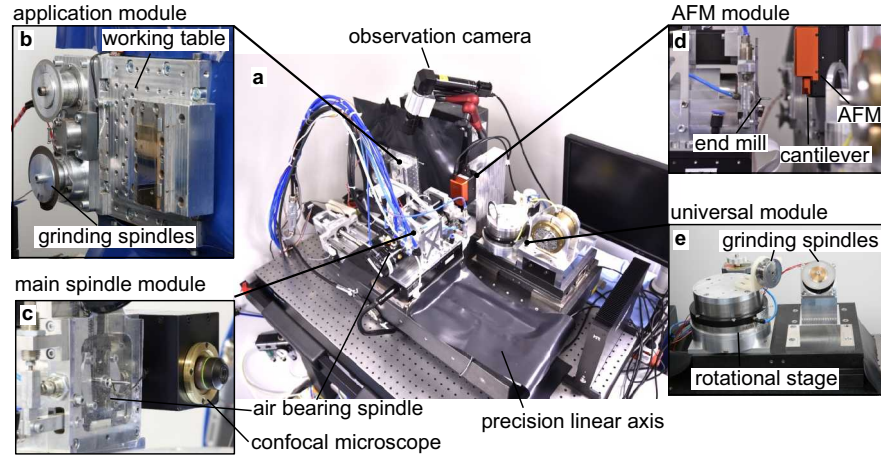 application module
b
working table
grinding spindles
a
observation camera
AFM module
d
AFM
end mill
cantilever
universal module
e
grinding spindles
rotational stage
main spindle module
c
air bearing spindle
confocal microscope
precision linear axis